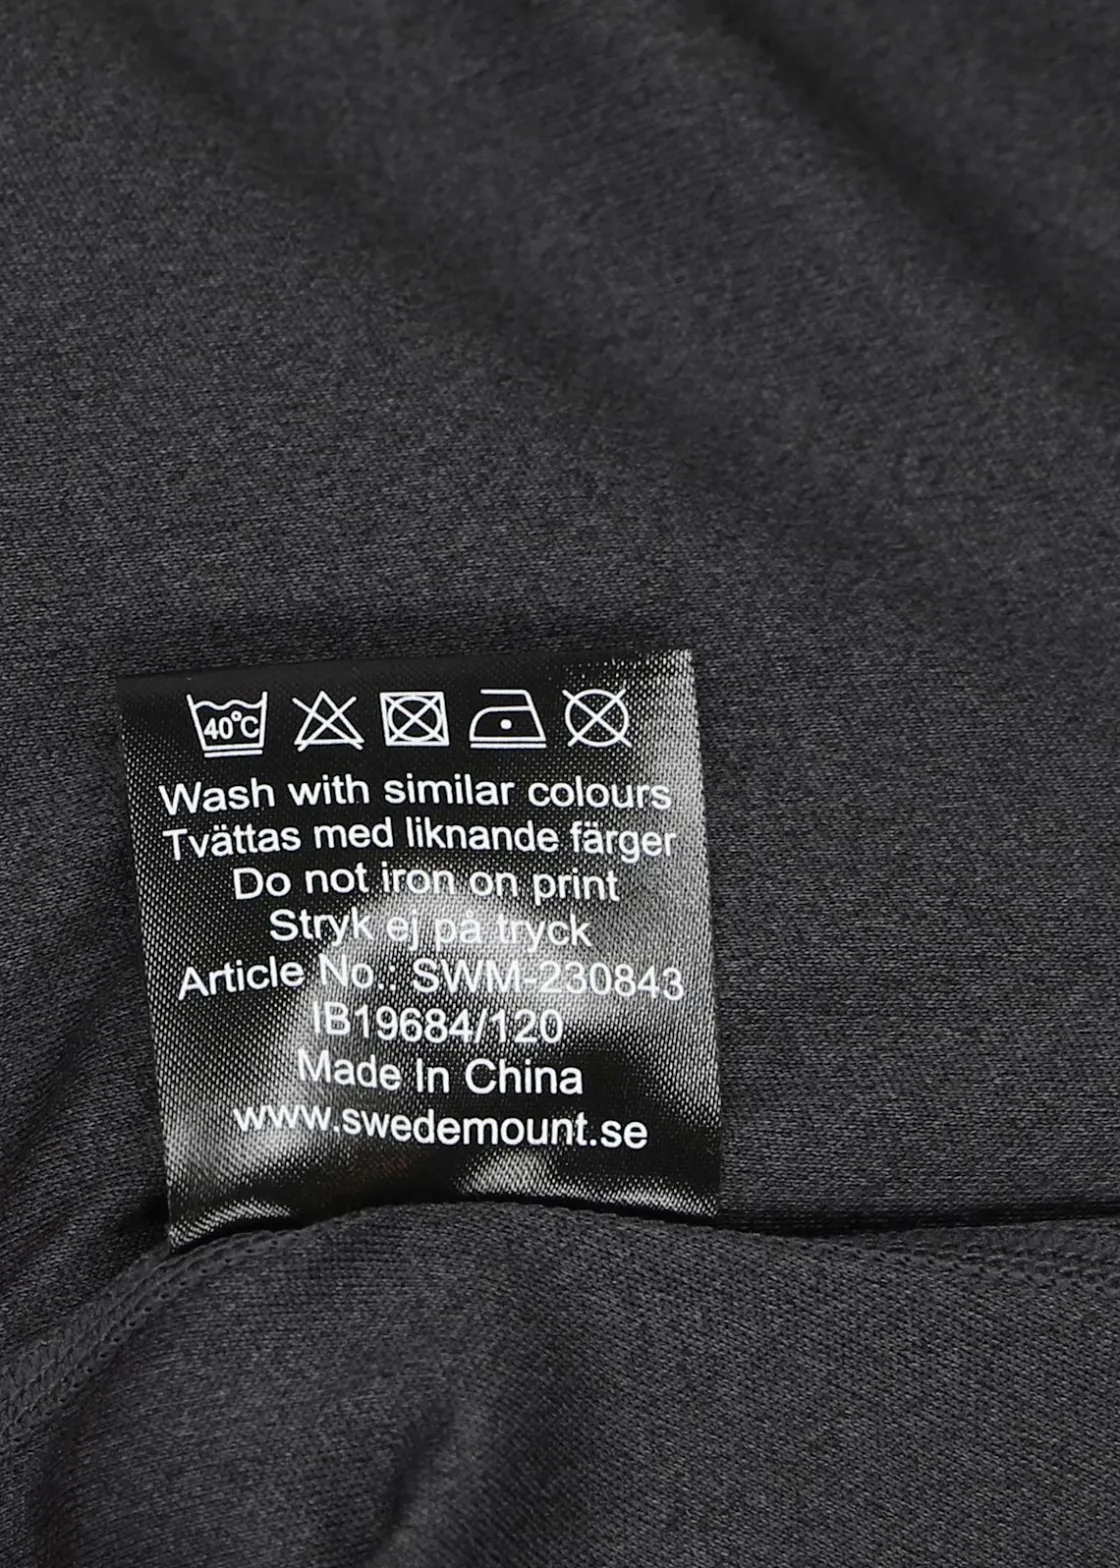 40°C
Wash with similar colours
Tvättas med liknande färger
Do not iron on print
Stryk ej på tryck
Article No.: SWM-230843
IB19684/120
Made In China
www.swedemount.se